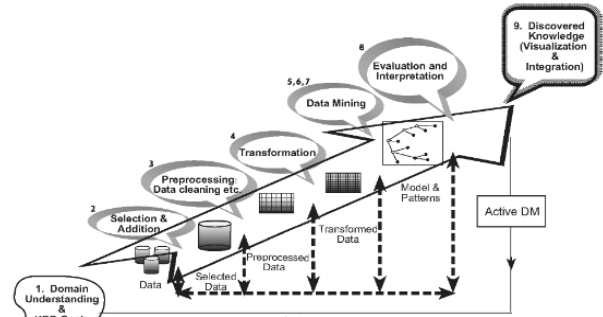 8
9. Discovered
Knowledge
(Visualization
&
Integration)
Evaluation and
Interpretation
5,6,7
Data Mining
4
Transformation
3
Preprocessing:
Data cleaning etc.
2
Selection &
Addition
Model &
Patterns
Transformed
Data
Preprocessed
Data
Selected
Data
Data
Active DM
1. Domain
Understanding
&